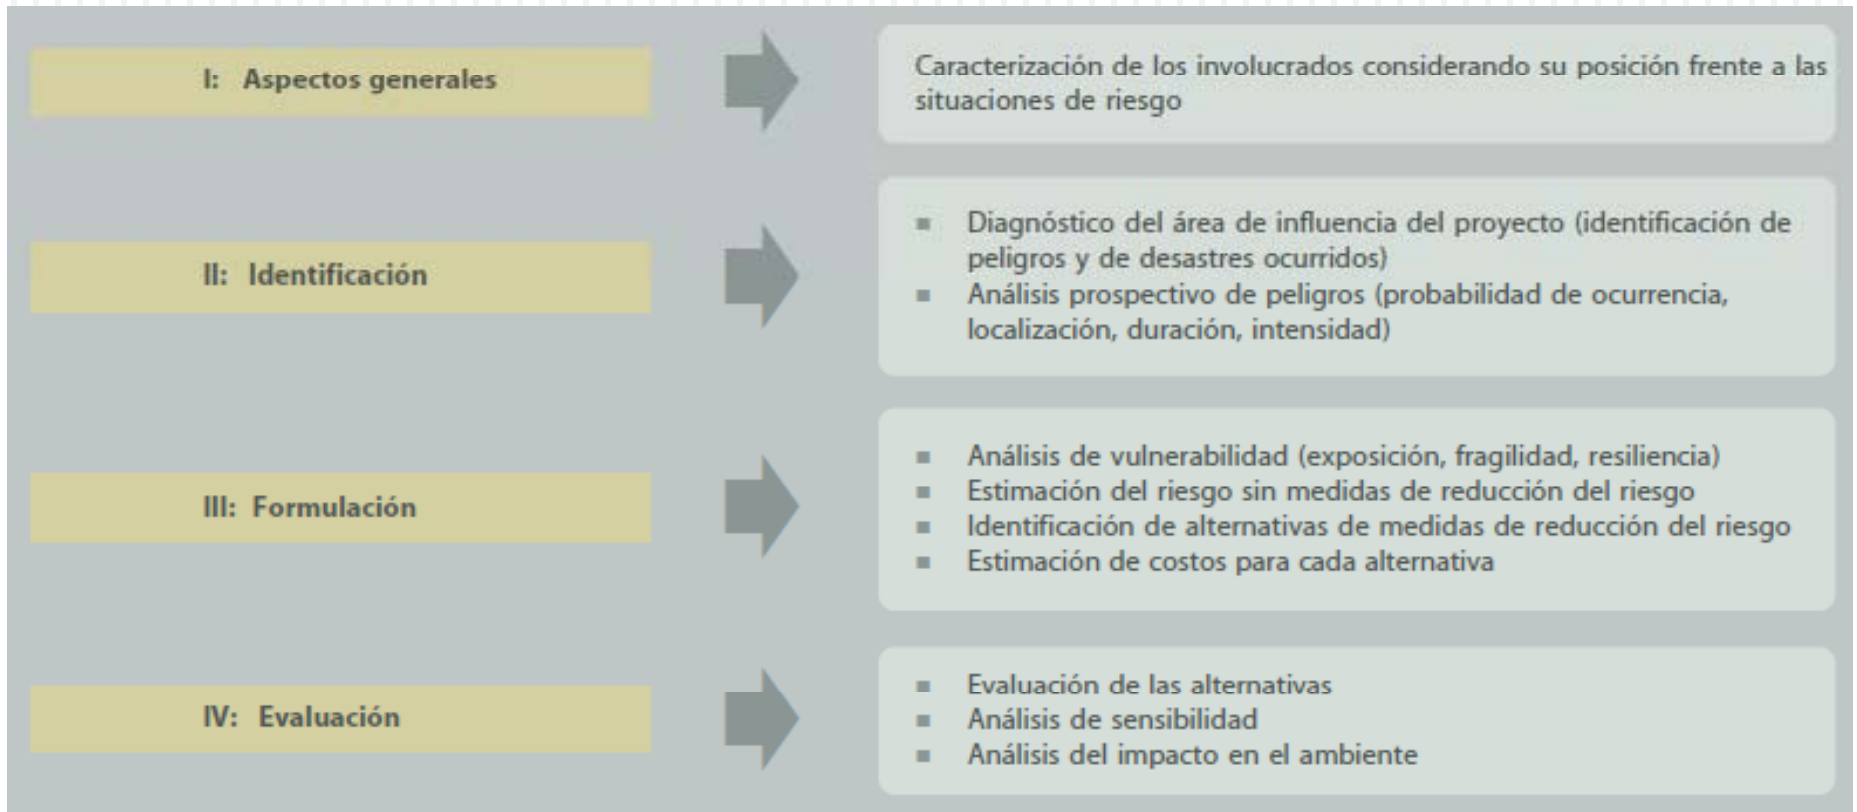 I: Aspectos generales
Caracterización de los involucrados considerando su posición frente a las
situaciones de riesgo
II: Identificación
▪ Diagnóstico del área de influencia del proyecto (identificación de
peligros y de desastres ocurridos)
▪ Análisis prospectivo de peligros (probabilidad de ocurrencia,
localización, duración, intensidad)
III: Formulación
▪ Análisis de vulnerabilidad (exposición, fragilidad, resiliencia)
▪ Estimación del riesgo sin medidas de reducción del riesgo
▪ Identificación de alternativas de medidas de reducción del riesgo
▪ Estimación de costos para cada alternativa
IV: Evaluación
▪ Evaluación de las alternativas
▪ Análisis de sensibilidad
▪ Análisis del impacto en el ambiente